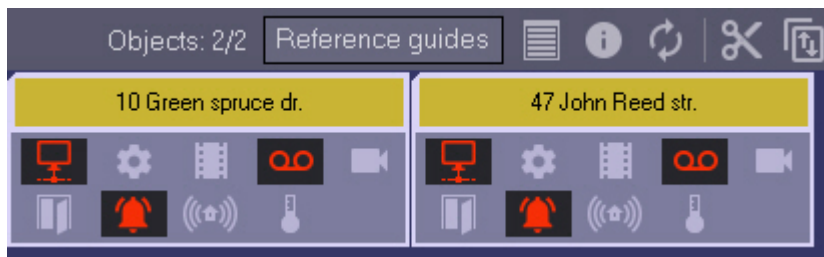 Objects: 2/2 Reference guides
10 Green spruce dr. 47 John Reed str.